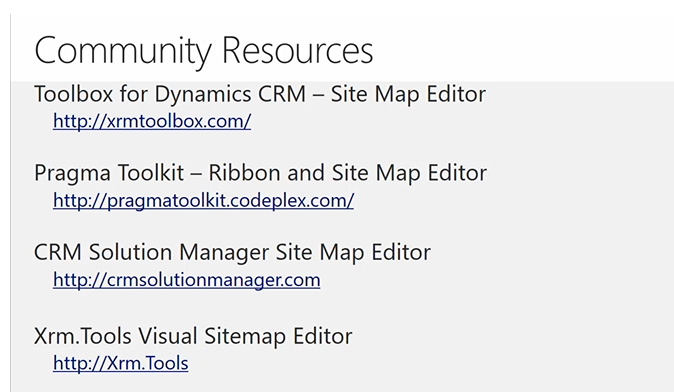 Community Resources
Toolbox for Dynamics CRM – Site Map Editor
http://xrmtoolbox.com/
Pragma Toolkit – Ribbon and Site Map Editor
http://pragmatoolkit.codeplex.com/
CRM Solution Manager Site Map Editor
http://crmsolutionmanager.com
Xrm.Tools Visual Sitemap Editor
http://Xrm.Tools